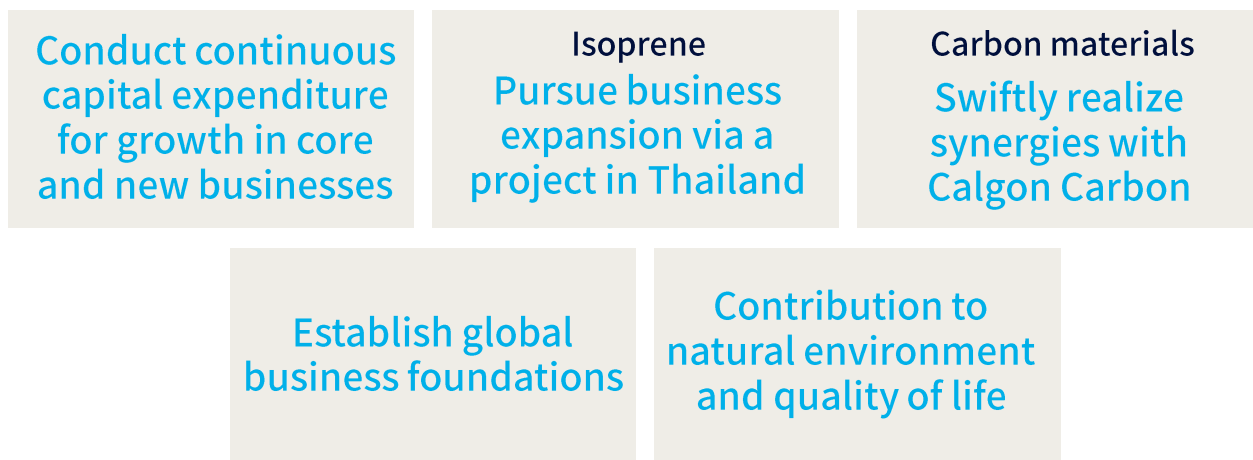 Conduct continuous
capital expenditure
for growth in core
and new businesses
Isoprene
Pursue business
expansion via a
project in Thailand
Carbon materials
Swiftly realize
synergies with
Calgon Carbon
Establish global
business foundations
Contribution to
natural environment
and quality of life